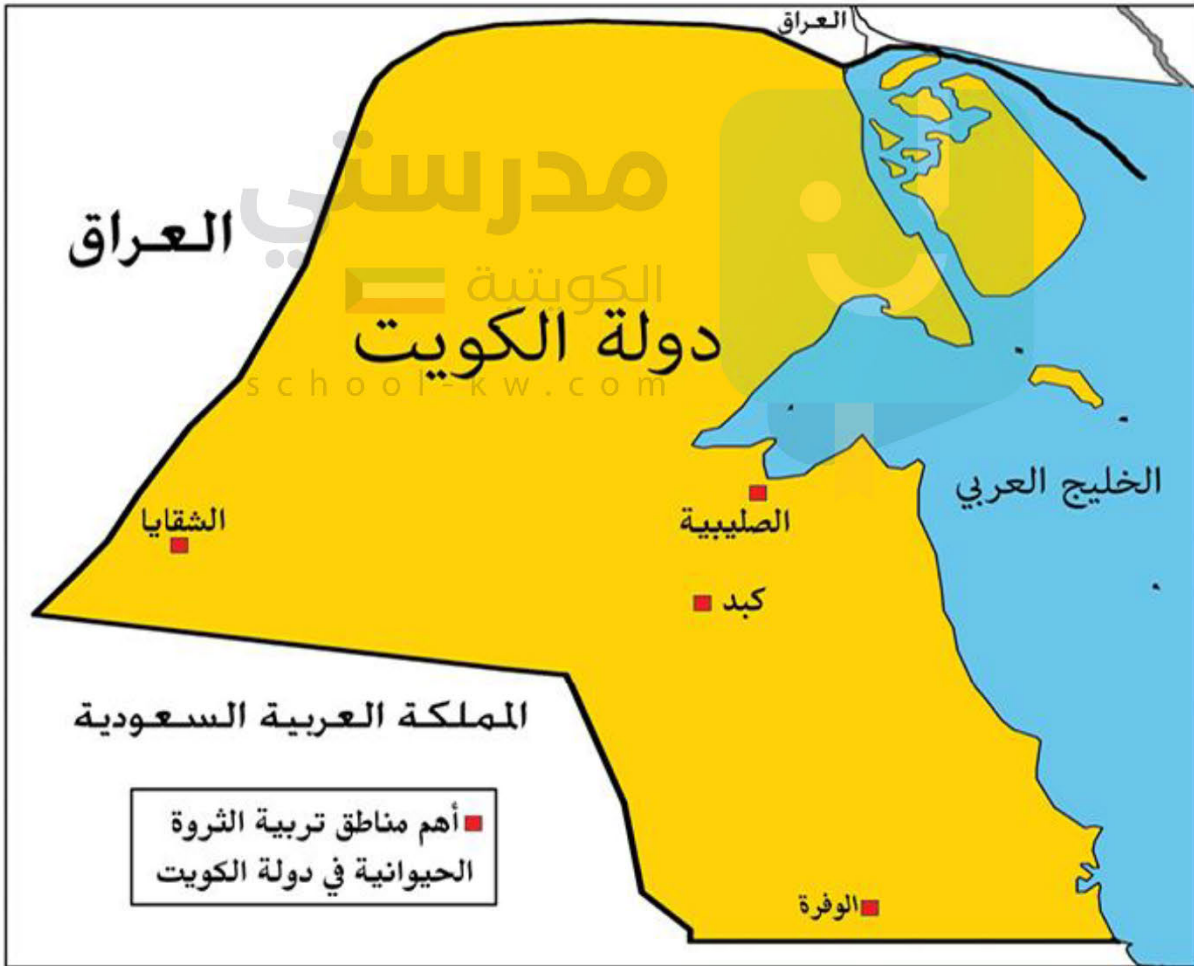 العراق
مدرستي
العراق
الكويتية
دولة الكويت
school-kw.com
الخليج العربي
الصليبية
الشقايا
كبد
المملكة العربية السعودية
أهم مناطق تربية الثروة
الحيوانية في دولة الكويت
الوفرة